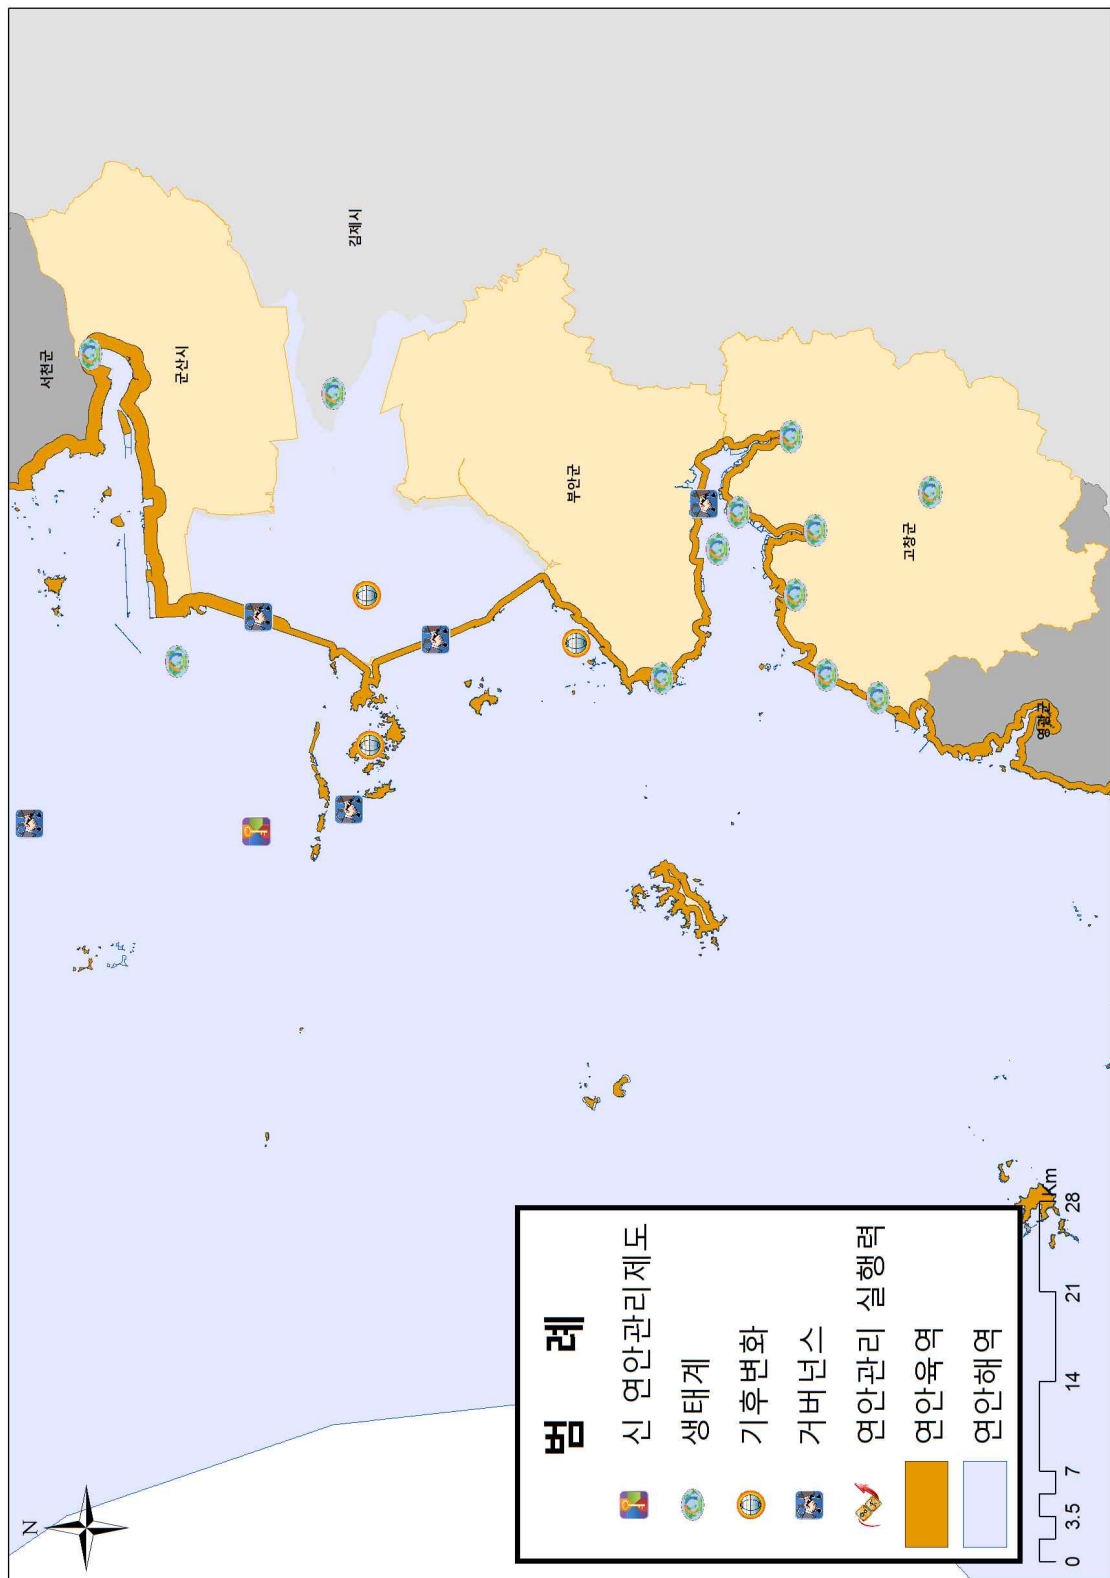 서천군
군산시
김제시
부안군
고창군
영광군
N
범 례
신 연안관리제도
생태계
기후변화
거버넌스
연안관리 실행력
연안육역
연안해역
0 3.5 7 14 21 28
Km